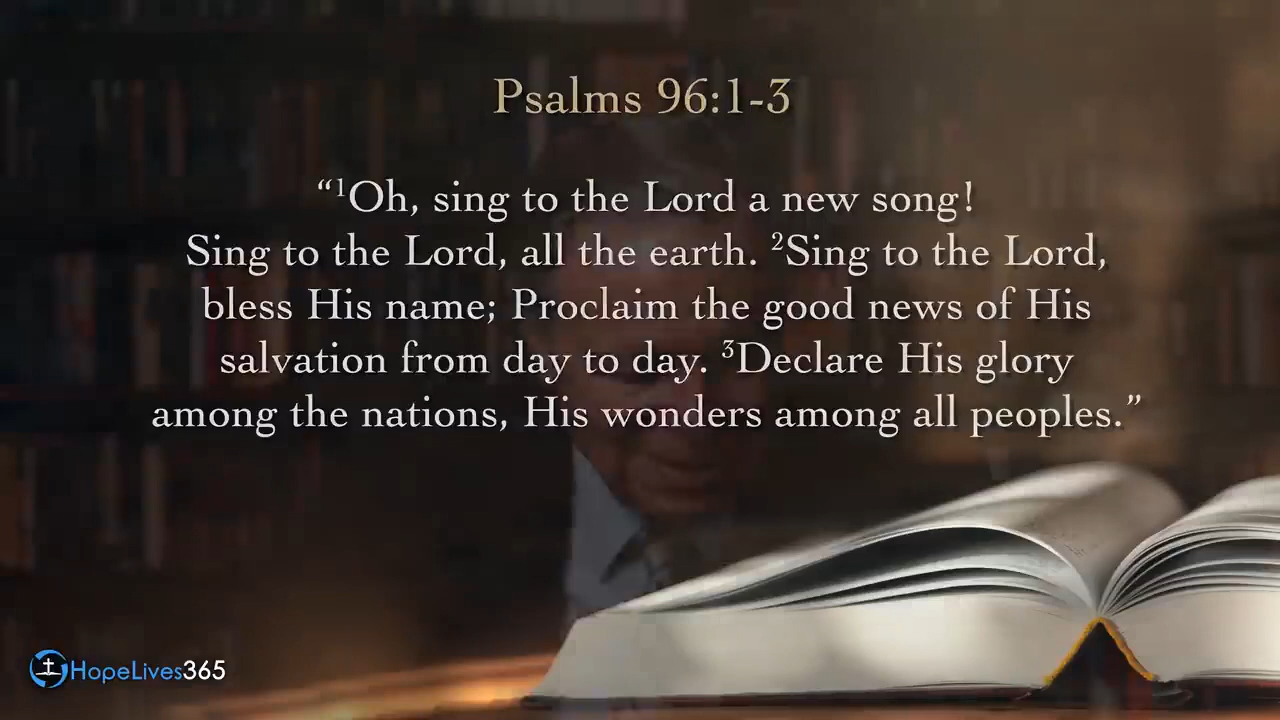 Psalms 96:1-3
“¹Oh, sing to the Lord a new song!
Sing to the Lord, all the earth. ²Sing to the Lord,
bless His name; Proclaim the good news of His
salvation from day to day. ³Declare His glory
among the nations, His wonders among all peoples.”
HopeLives365